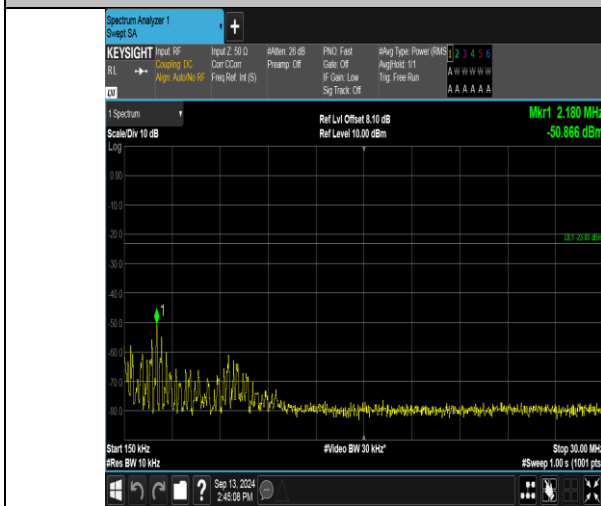 Spectrum Analyzer 1
Swept SA
+
KEYSIGHT
RL
Input: RF
Coupling: DC
Align: Auto/No RF
Input Z: 50 Ω
Corr CCorr
Freq Ref: Int (S)
#Atten: 26 dB
Preamp: Off
PNO: Fast
Gate: Off
IF Gain: Low
Sig Track: Off
#Avg Type: Power (RMS
Avg|Hold: 1/1
Trig: Free Run
1 2 3 4 5 6
A W W W W W
A A A A A A
1 Spectrum
Scale/Div 10 dB
Log
Ref Lvl Offset 8.10 dB
Ref Level 10.00 dBm
Mkr1 2.180 MHz
-50.866 dBm
0.00
-10.0
-20.0
DL1 -23.00 dBm
-30.0
-40.0
1
-50.0
-60.0
-70.0
-80.0
Start 150 kHz
#Res BW 10 kHz
#Video BW 30 kHz*
Stop 30.00 MHz
#Sweep 1.00 s (1001 pts)
?
Sep 13, 2024
2:45:08 PM